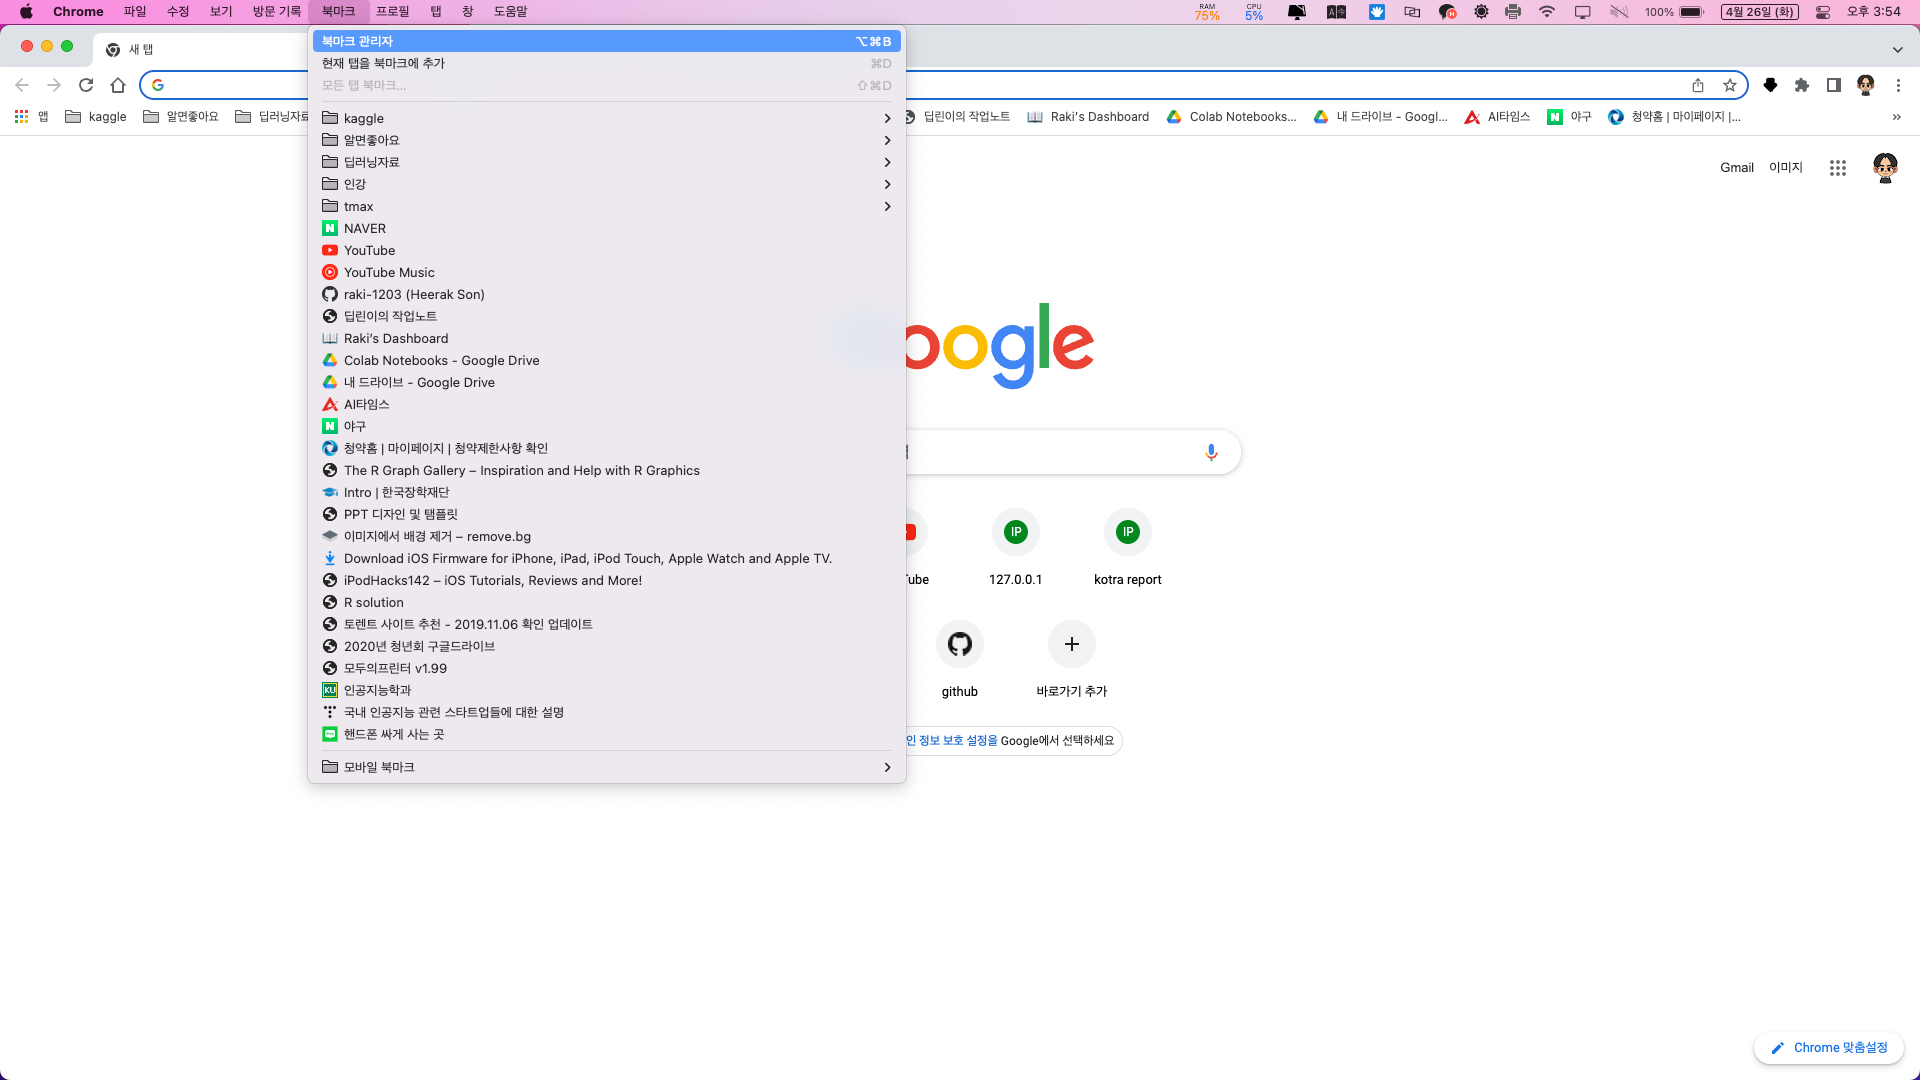 Chrome 파일 수정 보기 방문 기록 북마크 프로필 탭 창 도움말 RAM 75% CPU 5% 100% 4월 26일 (화) 오후 3:54
새 탭
앱 kaggle 알면좋아요 딥러닝자료 딥린이의 작업노트 Raki's Dashboard Colab Notebooks... 내 드라이브 - Googl... AI타임스 야구 청약홈 | 마이페이지 |...
북마크 관리자 ⌥⌘B
현재 탭을 북마크에 추가 ⌘D
모든 탭 북마크... ⇧⌘D
kaggle
알면좋아요
딥러닝자료
인강
tmax
NAVER
YouTube
YouTube Music
raki-1203 (Heerak Son)
딥린이의 작업노트
Raki's Dashboard
Colab Notebooks - Google Drive
내 드라이브 - Google Drive
AI타임스
야구
청약홈 | 마이페이지 | 청약제한사항 확인
The R Graph Gallery – Inspiration and Help with R Graphics
Intro | 한국장학재단
PPT 디자인 및 탬플릿
이미지에서 배경 제거 – remove.bg
Download iOS Firmware for iPhone, iPad, iPod Touch, Apple Watch and Apple TV.
iPodHacks142 – iOS Tutorials, Reviews and More!
R solution
토렌트 사이트 추천 - 2019.11.06 확인 업데이트
2020년 청년회 구글드라이브
모두의프린터 v1.99
인공지능학과
국내 인공지능 관련 스타트업들에 대한 설명
핸드폰 싸게 사는 곳
모바일 북마크
Gmail 이미지
oogle
IP IP
Tube 127.0.0.1 kotra report
github 바로가기 추가
인 정보 보호 설정을 Google에서 선택하세요
Chrome 맞춤설정